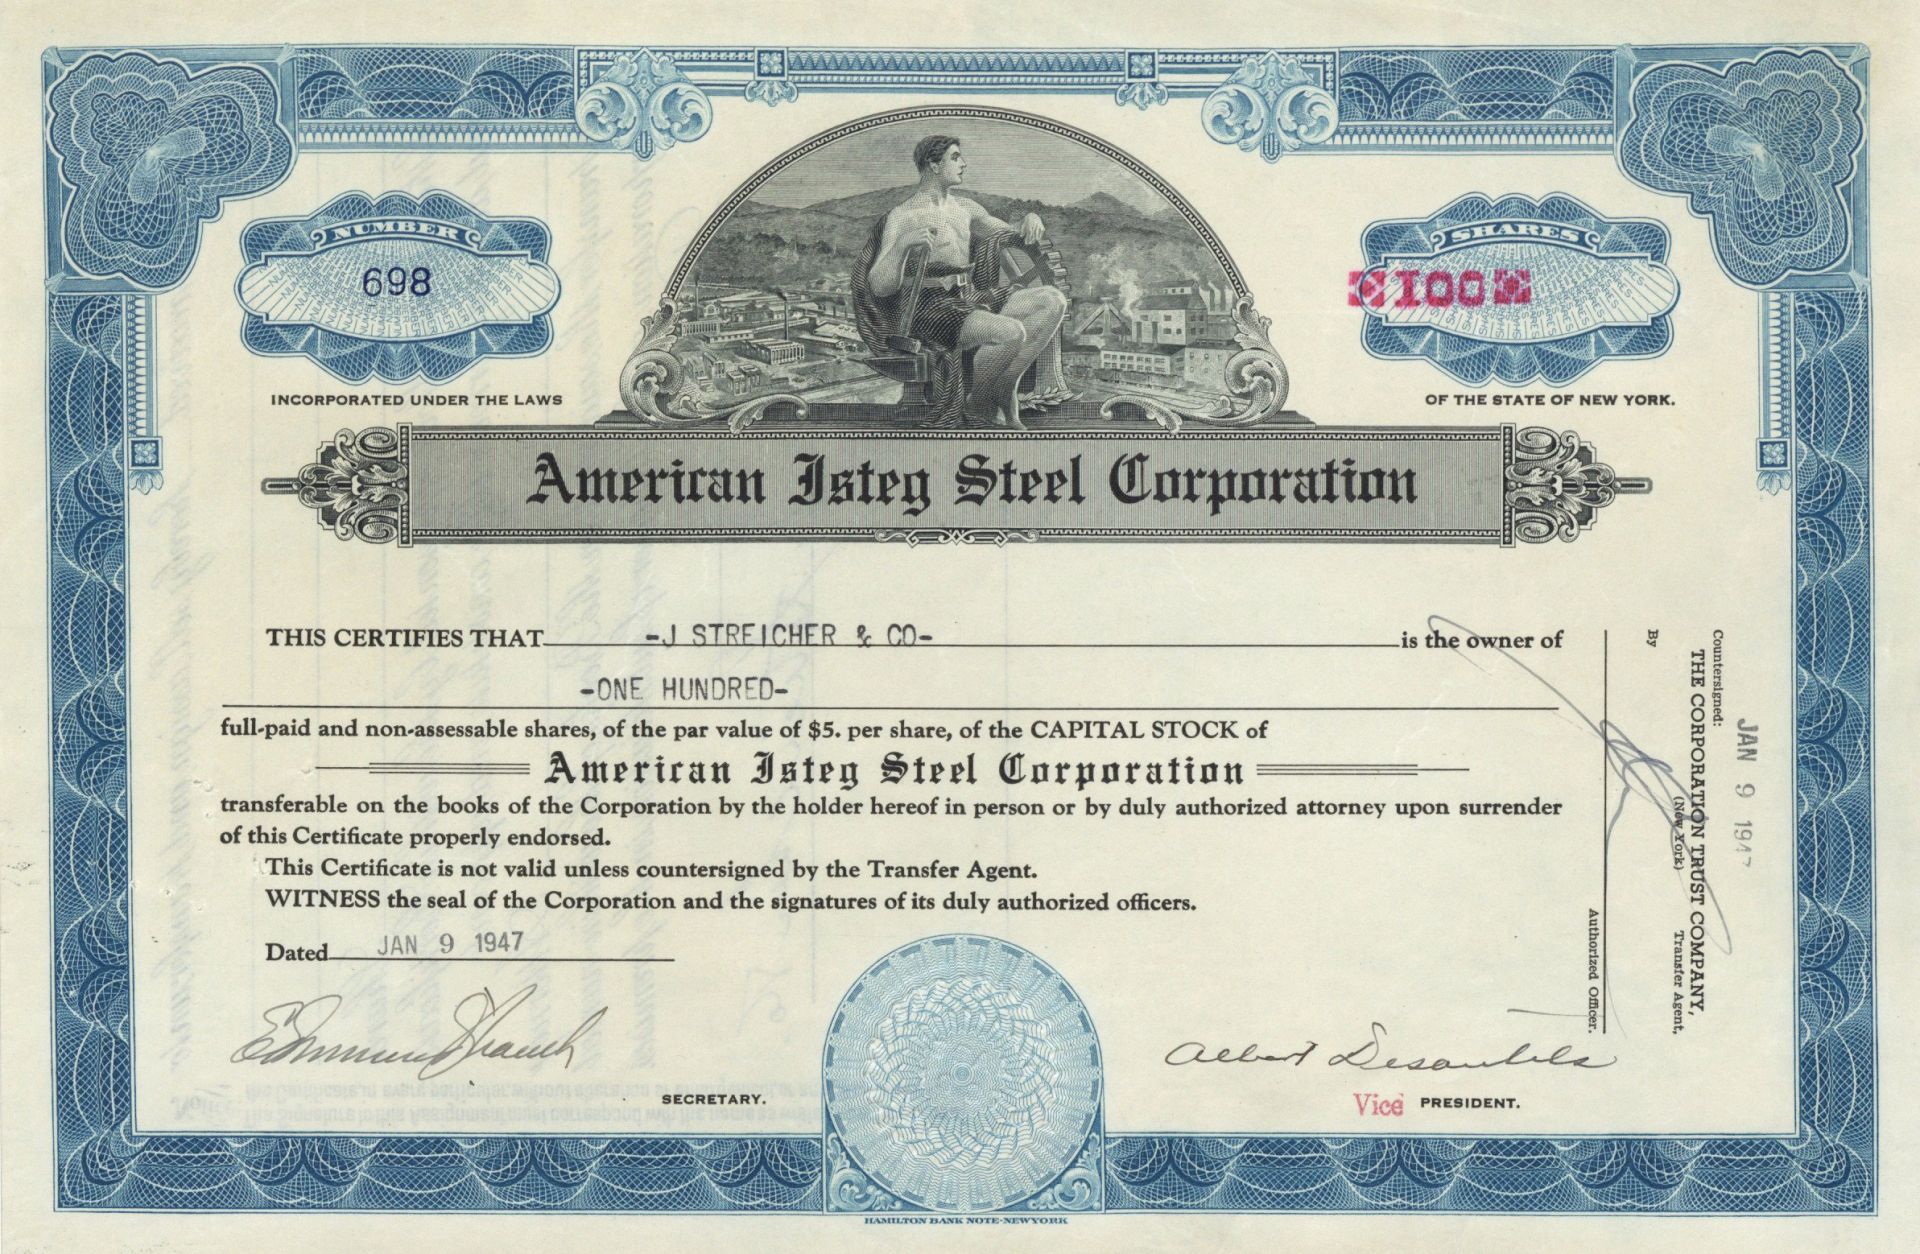 NUMBER
698
SHARES
100
INCORPORATED UNDER THE LAWS
OF THE STATE OF NEW YORK.
American Isteg Steel Corporation
THIS CERTIFIES THAT -J STREICHER & CO- is the owner of
-ONE HUNDRED-
full-paid and non-assessable shares, of the par value of $5. per share, of the CAPITAL STOCK of
American Isteg Steel Corporation
transferable on the books of the Corporation by the holder hereof in person or by duly authorized attorney upon surrender
of this Certificate properly endorsed.
This Certificate is not valid unless countersigned by the Transfer Agent.
WITNESS the seal of the Corporation and the signatures of its duly authorized officers.
Dated JAN 9 1947
SECRETARY.
Albert Desautels
Vice PRESIDENT.
JAN 9 1947
Countersigned:
THE CORPORATION TRUST COMPANY,
(New York) Transfer Agent,
By
Authorized Officer.
HAMILTON BANK NOTE-NEWYORK